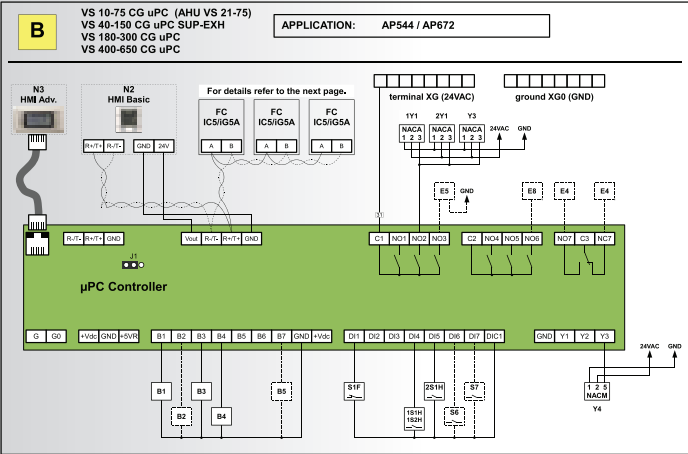 B
VS 10-75 CG uPC (AHU VS 21-75)
VS 40-150 CG uPC SUP-EXH
VS 180-300 CG uPC
VS 400-650 CG uPC
APPLICATION: AP544 / AP672
N3
HMI Adv.
N2
HMI Basic
R+/T+ R-/T- GND 24V
For details refer to the next page.
FC
IC5/iG5A
FC
IC5/iG5A
FC
IC5/iG5A
A B A B A B
terminal XG (24VAC)
ground XG0 (GND)
1Y1 2Y1 Y3
NACA NACA NACA 24VAC GND
1 2 3 1 2 3 1 2 3
E5 GND E8 E4 E4
R-/T- R+/T+ GND
Vout R-/T- R+/T+ GND
C1 NO1 NO2 NO3
C2 NO4 NO5 NO6
NO7 C3 NC7
J1
µPC Controller
G G0
+Vdc GND +5VR
B1 B2 B3 B4 B5 B6 B7 GND +Vdc
DI1 DI2 DI3 DI4 DI5 DI6 DI7 DIC1
GND Y1 Y2 Y3
24VAC GND
B1 B3 B5
B2 B4
S1F 2S1H S7
1S1H
1S2H
S6
1 2 5
NACM
Y4